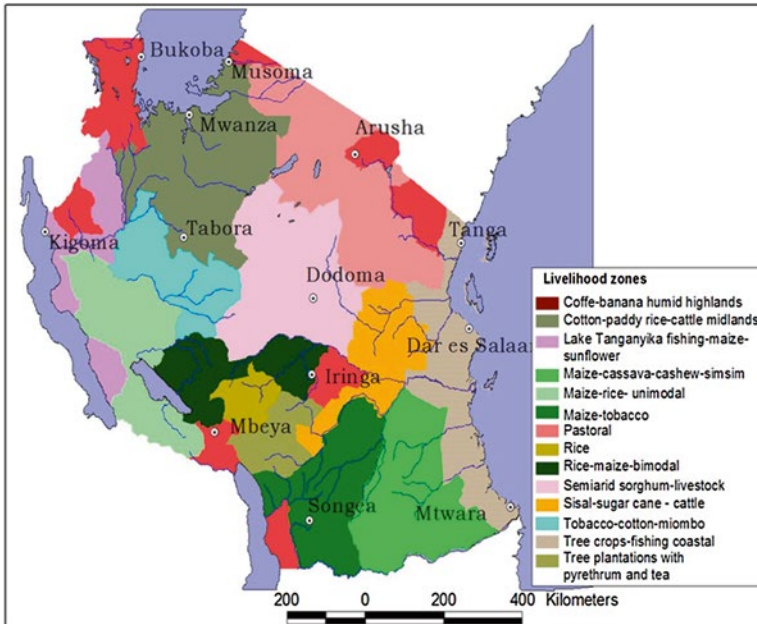 Bukoba
Musoma
Mwanza
Arusha
Kigoma
Tabora
Tanga
Dodoma
Dar es Salaam
Iringa
Mbeya
Songea
Mtwara
Livelihood zones
Coffe-banana humid highlands
Cotton-paddy rice-cattle midlands
Lake Tanganyika fishing-maize-
sunflower
Maize-cassava-cashew-simsim
Maize-rice- unimodal
Maize-tobacco
Pastoral
Rice
Rice-maize-bimodal
Semiarid sorghum-livestock
Sisal-sugar cane - cattle
Tobacco-cotton-miombo
Tree crops-fishing coastal
Tree plantations with
pyrethrum and tea
200 0 200 400 Kilometers